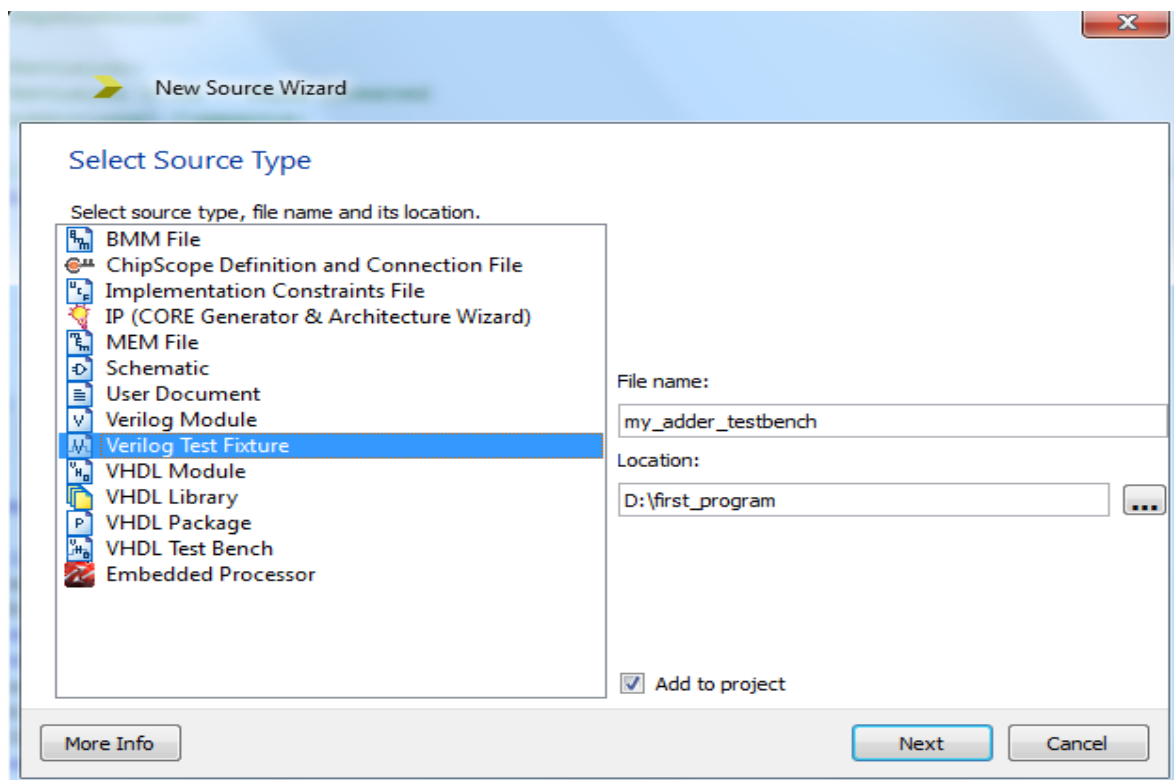 New Source Wizard
Select Source Type
Select source type, file name and its location.
BMM File
ChipScope Definition and Connection File
Implementation Constraints File
IP (CORE Generator & Architecture Wizard)
MEM File
Schematic
User Document
Verilog Module
Verilog Test Fixture
VHDL Module
VHDL Library
VHDL Package
VHDL Test Bench
Embedded Processor
File name:
my_adder_testbench
Location:
D:\first_program
...
Add to project
More Info
Next
Cancel